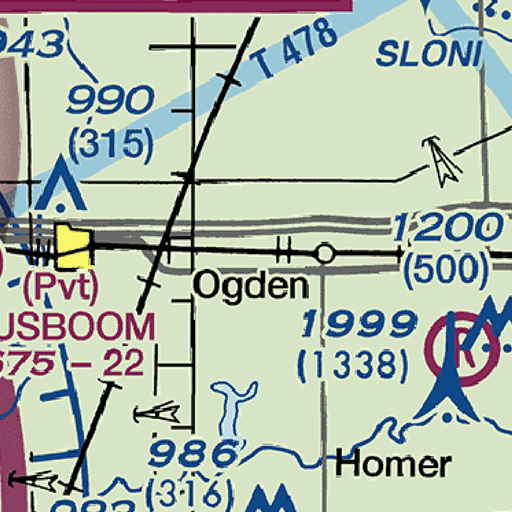 943
T 478
SLONI
990
(315)
1200
(500)
(Pvt)
Ogden
USBOOM
675 - 22
1999
(1338)
R
986
(316)
Homer